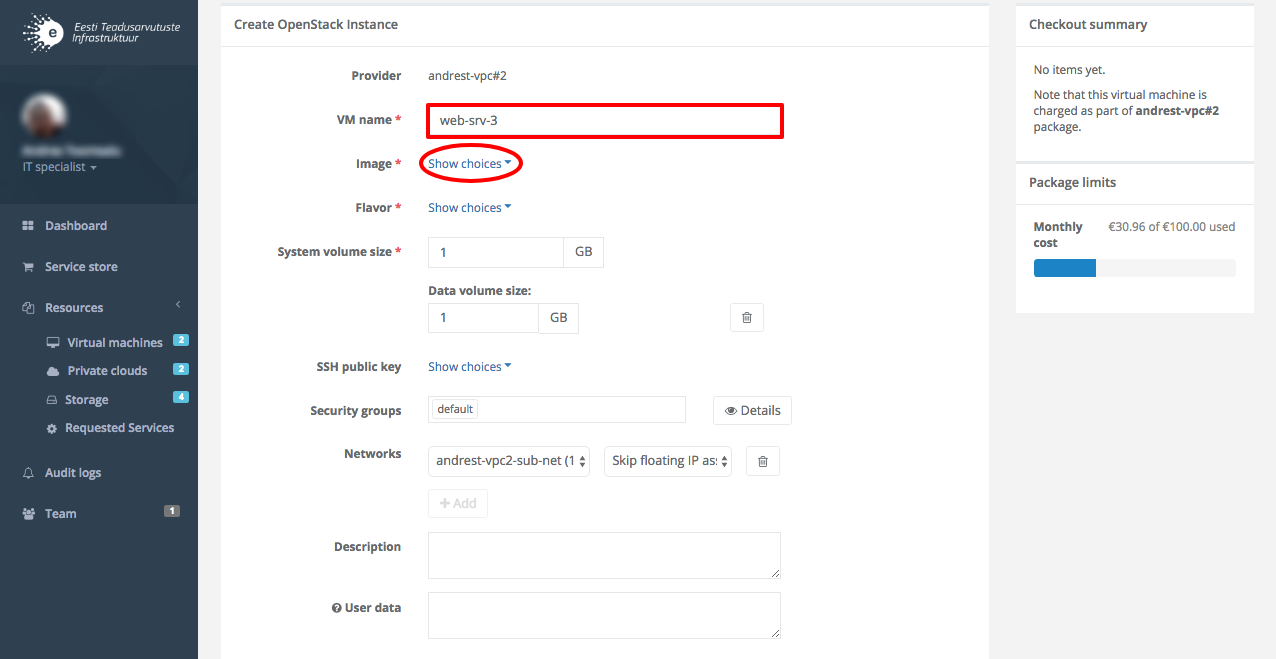 Eesti Teadusarvutuste
Infrastruktuur
IT specialist
Dashboard
Service store
Resources
Virtual machines 2
Private clouds 2
Storage 4
Requested Services
Audit logs
Team 1
Create OpenStack Instance
Provider andrest-vpc#2
VM name * web-srv-3
Image * Show choices
Flavor * Show choices
System volume size * 1 GB
Data volume size:
1 GB
SSH public key Show choices
Security groups default Details
Networks andrest-vpc2-sub-net (1 Skip floating IP as
+ Add
Description
User data
Checkout summary
No items yet.
Note that this virtual machine is
charged as part of andrest-vpc#2
package.
Package limits
Monthly €30.96 of €100.00 used
cost